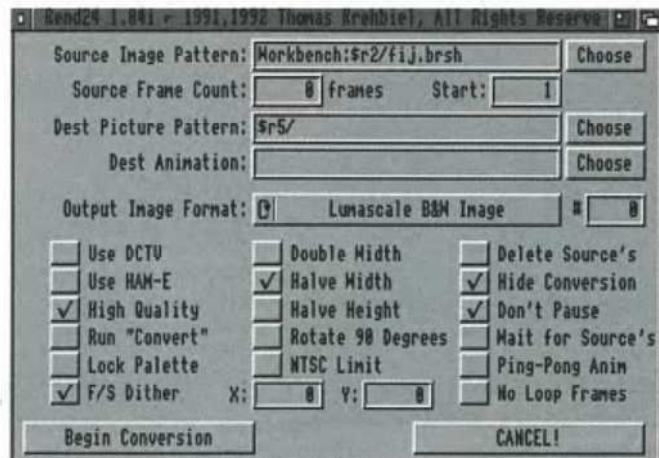 Rend24 1.041 - 1991,1992 Thomas Krehbiel, All Rights Reserve
Source Image Pattern: Workbench:$r2/fij.brsh Choose
Source Frame Count: 0 frames Start: 1
Dest Picture Pattern: $r5/ Choose
Dest Animation: Choose
Output Image Format: Lumascale B&W Image # 0
Use DCTV Double Width Delete Source's
Use HAM-E Halve Width Hide Conversion
High Quality Halve Height Don't Pause
Run "Convert" Rotate 90 Degrees Wait for Source's
Lock Palette NTSC Limit Ping-Pong Anim
F/S Dither X: 0 Y: 0 No Loop Frames
Begin Conversion CANCEL!